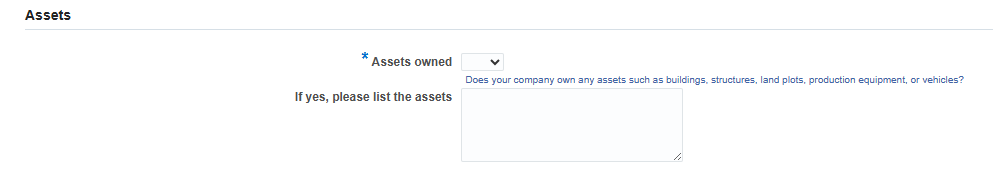 Assets
* Assets owned
Does your company own any assets such as buildings, structures, land plots, production equipment, or vehicles?
If yes, please list the assets